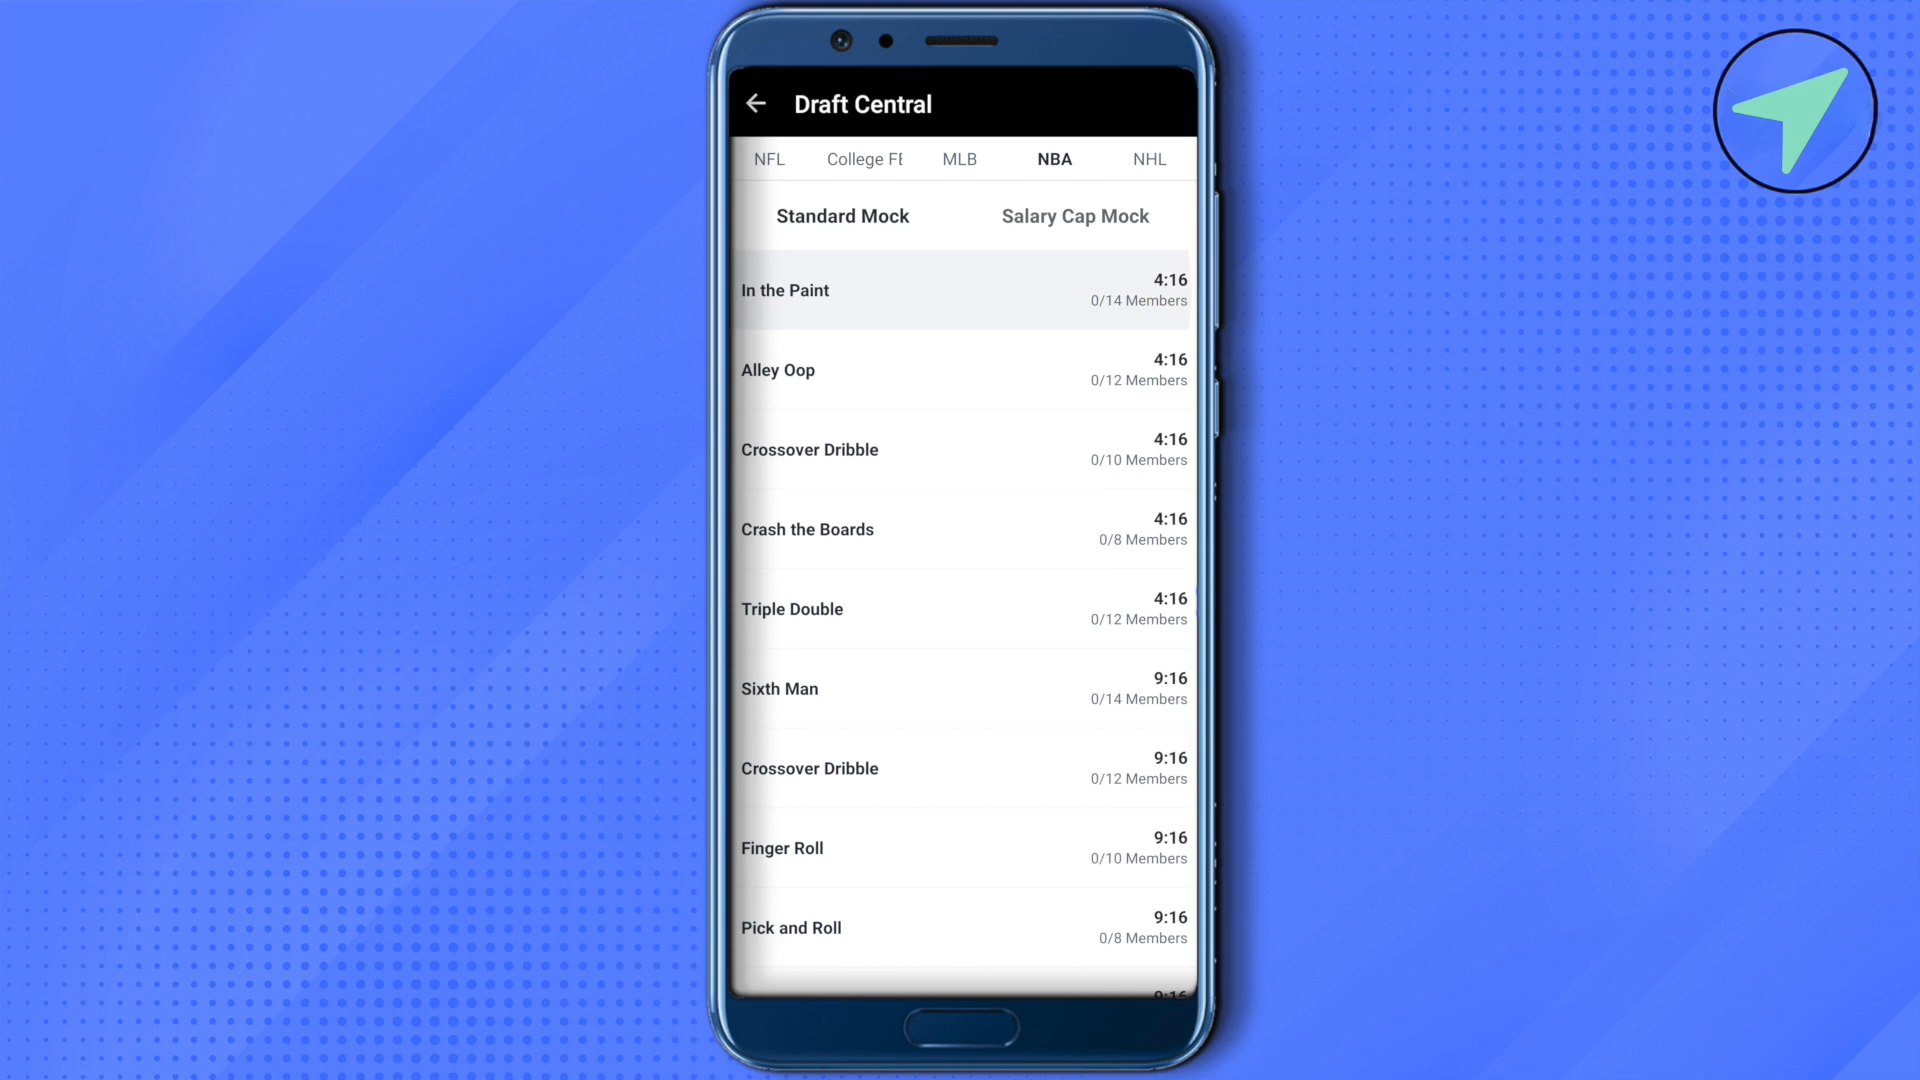 Draft Central
NFL College FE MLB NBA NHL
Standard Mock Salary Cap Mock
In the Paint
4:16
0/14 Members
Alley Oop
4:16
0/12 Members
Crossover Dribble
4:16
0/10 Members
Crash the Boards
4:16
0/8 Members
Triple Double
4:16
0/12 Members
Sixth Man
9:16
0/14 Members
Crossover Dribble
9:16
0/12 Members
Finger Roll
9:16
0/10 Members
Pick and Roll
9:16
0/8 Members
9:16